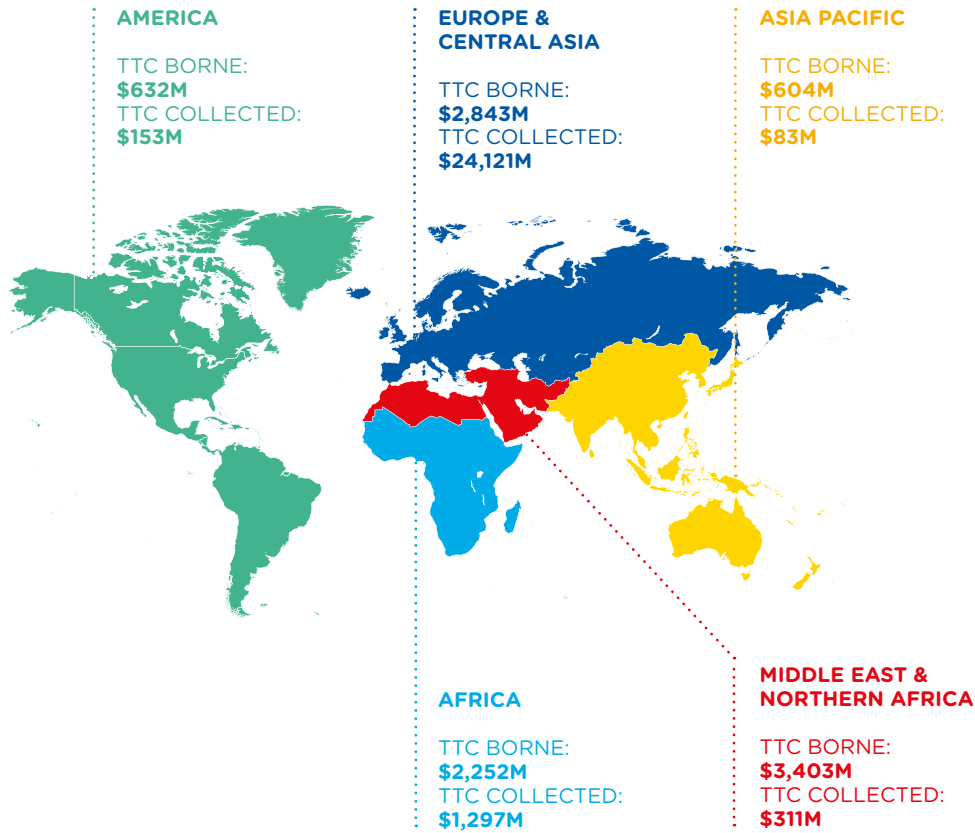 AMERICA
TTC BORNE:
$632M
TTC COLLECTED:
$153M
EUROPE &
CENTRAL ASIA
TTC BORNE:
$2,843M
TTC COLLECTED:
$24,121M
ASIA PACIFIC
TTC BORNE:
$604M
TTC COLLECTED:
$83M
AFRICA
TTC BORNE:
$2,252M
TTC COLLECTED:
$1,297M
MIDDLE EAST &
NORTHERN AFRICA
TTC BORNE:
$3,403M
TTC COLLECTED:
$311M